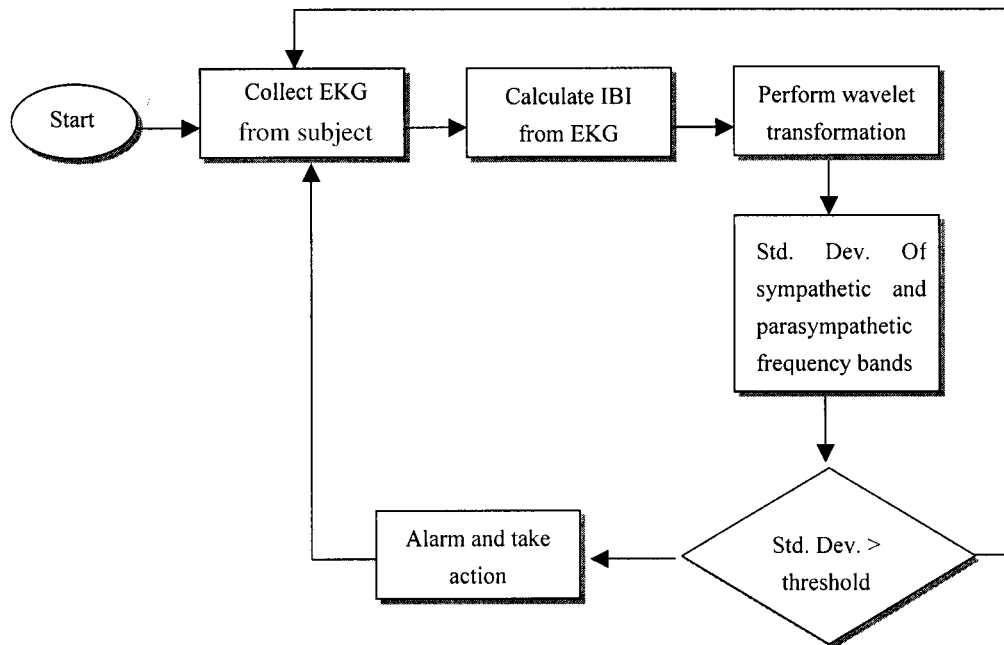 Start
Collect EKG
from subject
Calculate IBI
from EKG
Perform wavelet
transformation
Std. Dev. Of
sympathetic and
parasympathetic
frequency bands
Std. Dev. >
threshold
Alarm and take
action